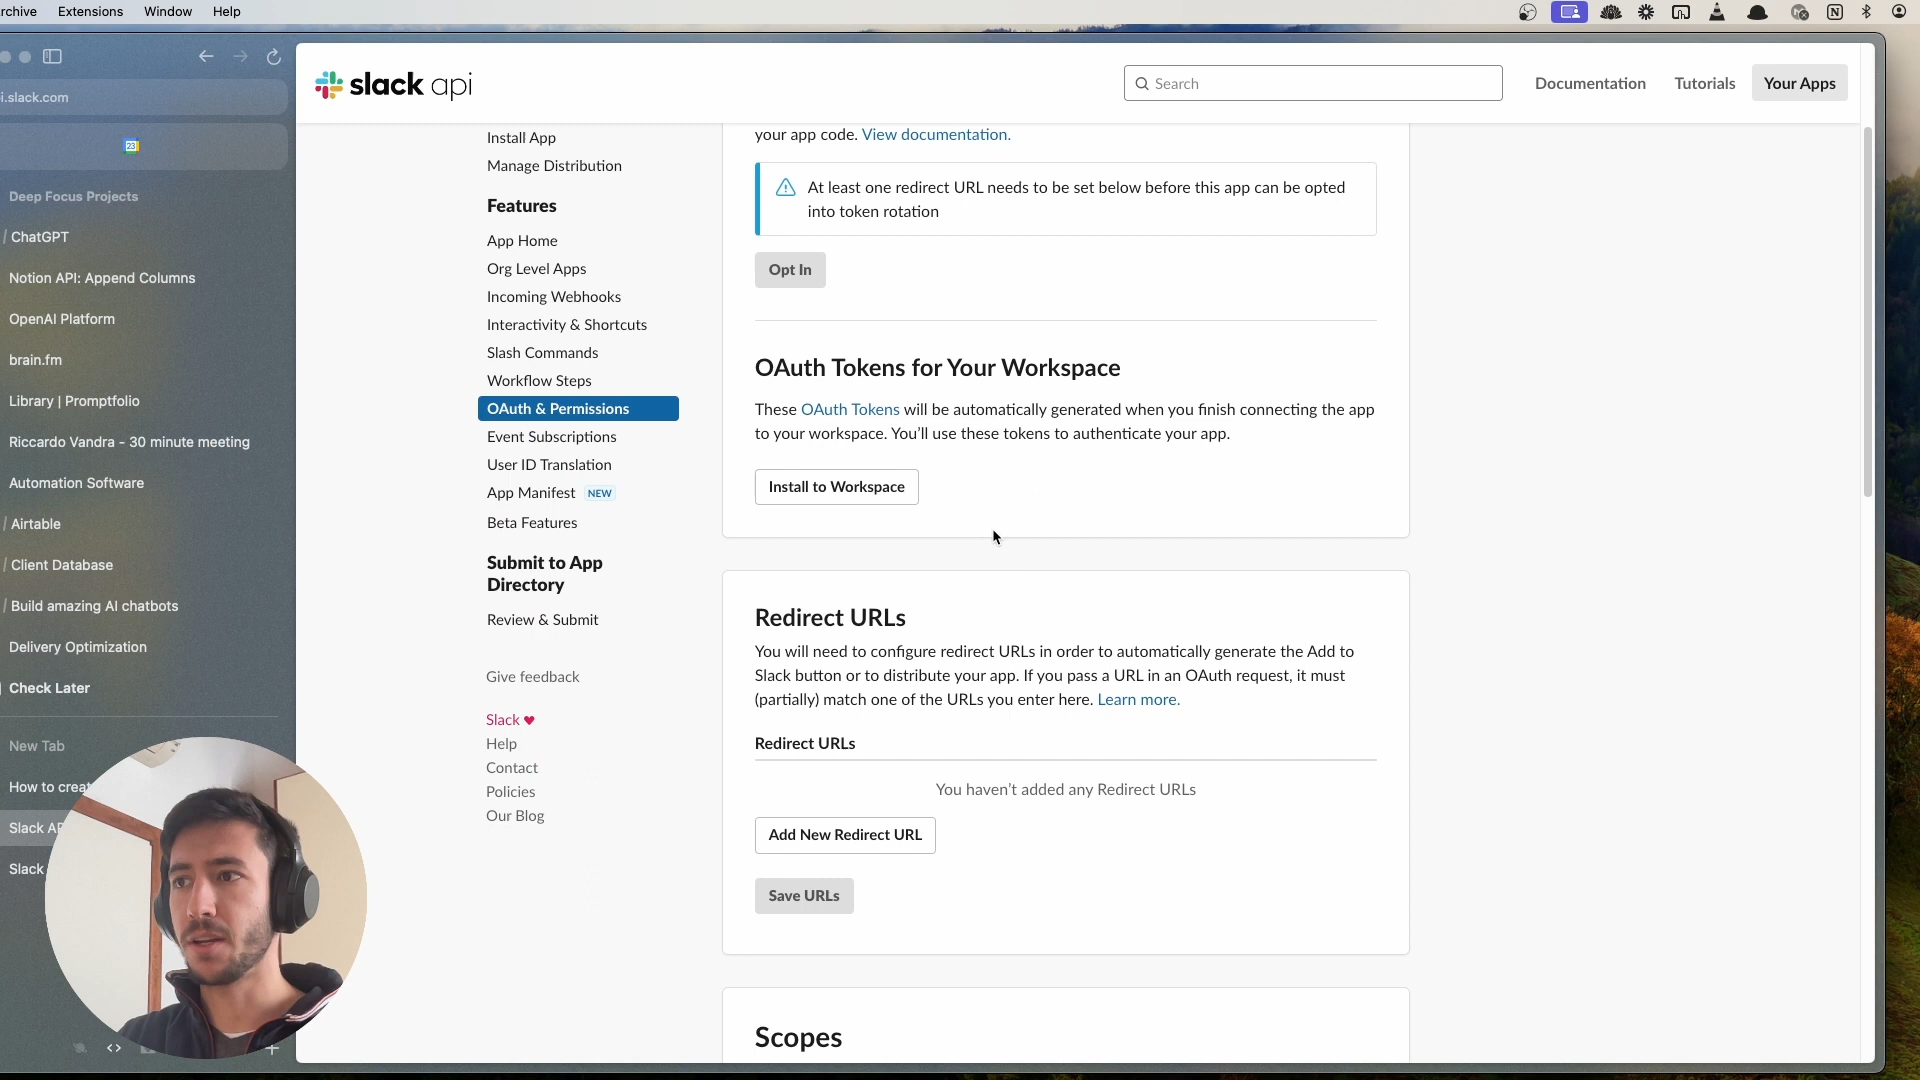 rchive Extensions Window Help
i.slack.com
23
Deep Focus Projects
/ ChatGPT
Notion API: Append Columns
OpenAI Platform
brain.fm
Library | Promptfolio
Riccardo Vandra - 30 minute meeting
Automation Software
/ Airtable
/ Client Database
/ Build amazing AI chatbots
Delivery Optimization
Check Later
New Tab
How to creat
Slack AP
Slack
slack api
Search
Documentation
Tutorials
Your Apps
Install App
Manage Distribution
Features
App Home
Org Level Apps
Incoming Webhooks
Interactivity & Shortcuts
Slash Commands
Workflow Steps
OAuth & Permissions
Event Subscriptions
User ID Translation
App Manifest NEW
Beta Features
Submit to App
Directory
Review & Submit
Give feedback
Slack ♥
Help
Contact
Policies
Our Blog
your app code. View documentation.
At least one redirect URL needs to be set below before this app can be opted
into token rotation
Opt In
OAuth Tokens for Your Workspace
These OAuth Tokens will be automatically generated when you finish connecting the app
to your workspace. You’ll use these tokens to authenticate your app.
Install to Workspace
Redirect URLs
You will need to configure redirect URLs in order to automatically generate the Add to
Slack button or to distribute your app. If you pass a URL in an OAuth request, it must
(partially) match one of the URLs you enter here. Learn more.
Redirect URLs
You haven’t added any Redirect URLs
Add New Redirect URL
Save URLs
Scopes